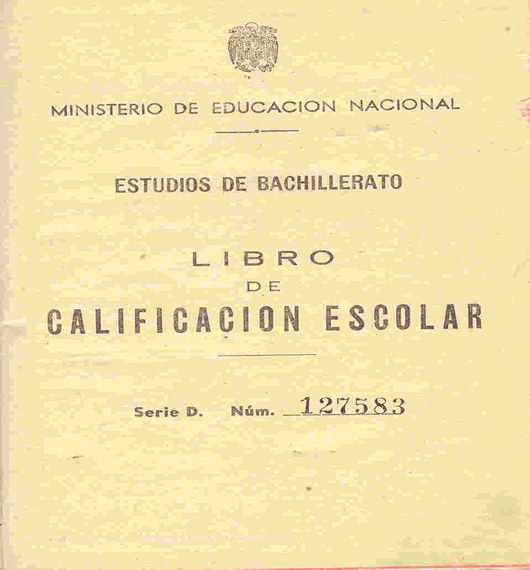 MINISTERIO DE EDUCACION NACIONAL
ESTUDIOS DE BACHILLERATO
LIBRO
DE
CALIFICACION ESCOLAR
Serie D. Núm. 127583